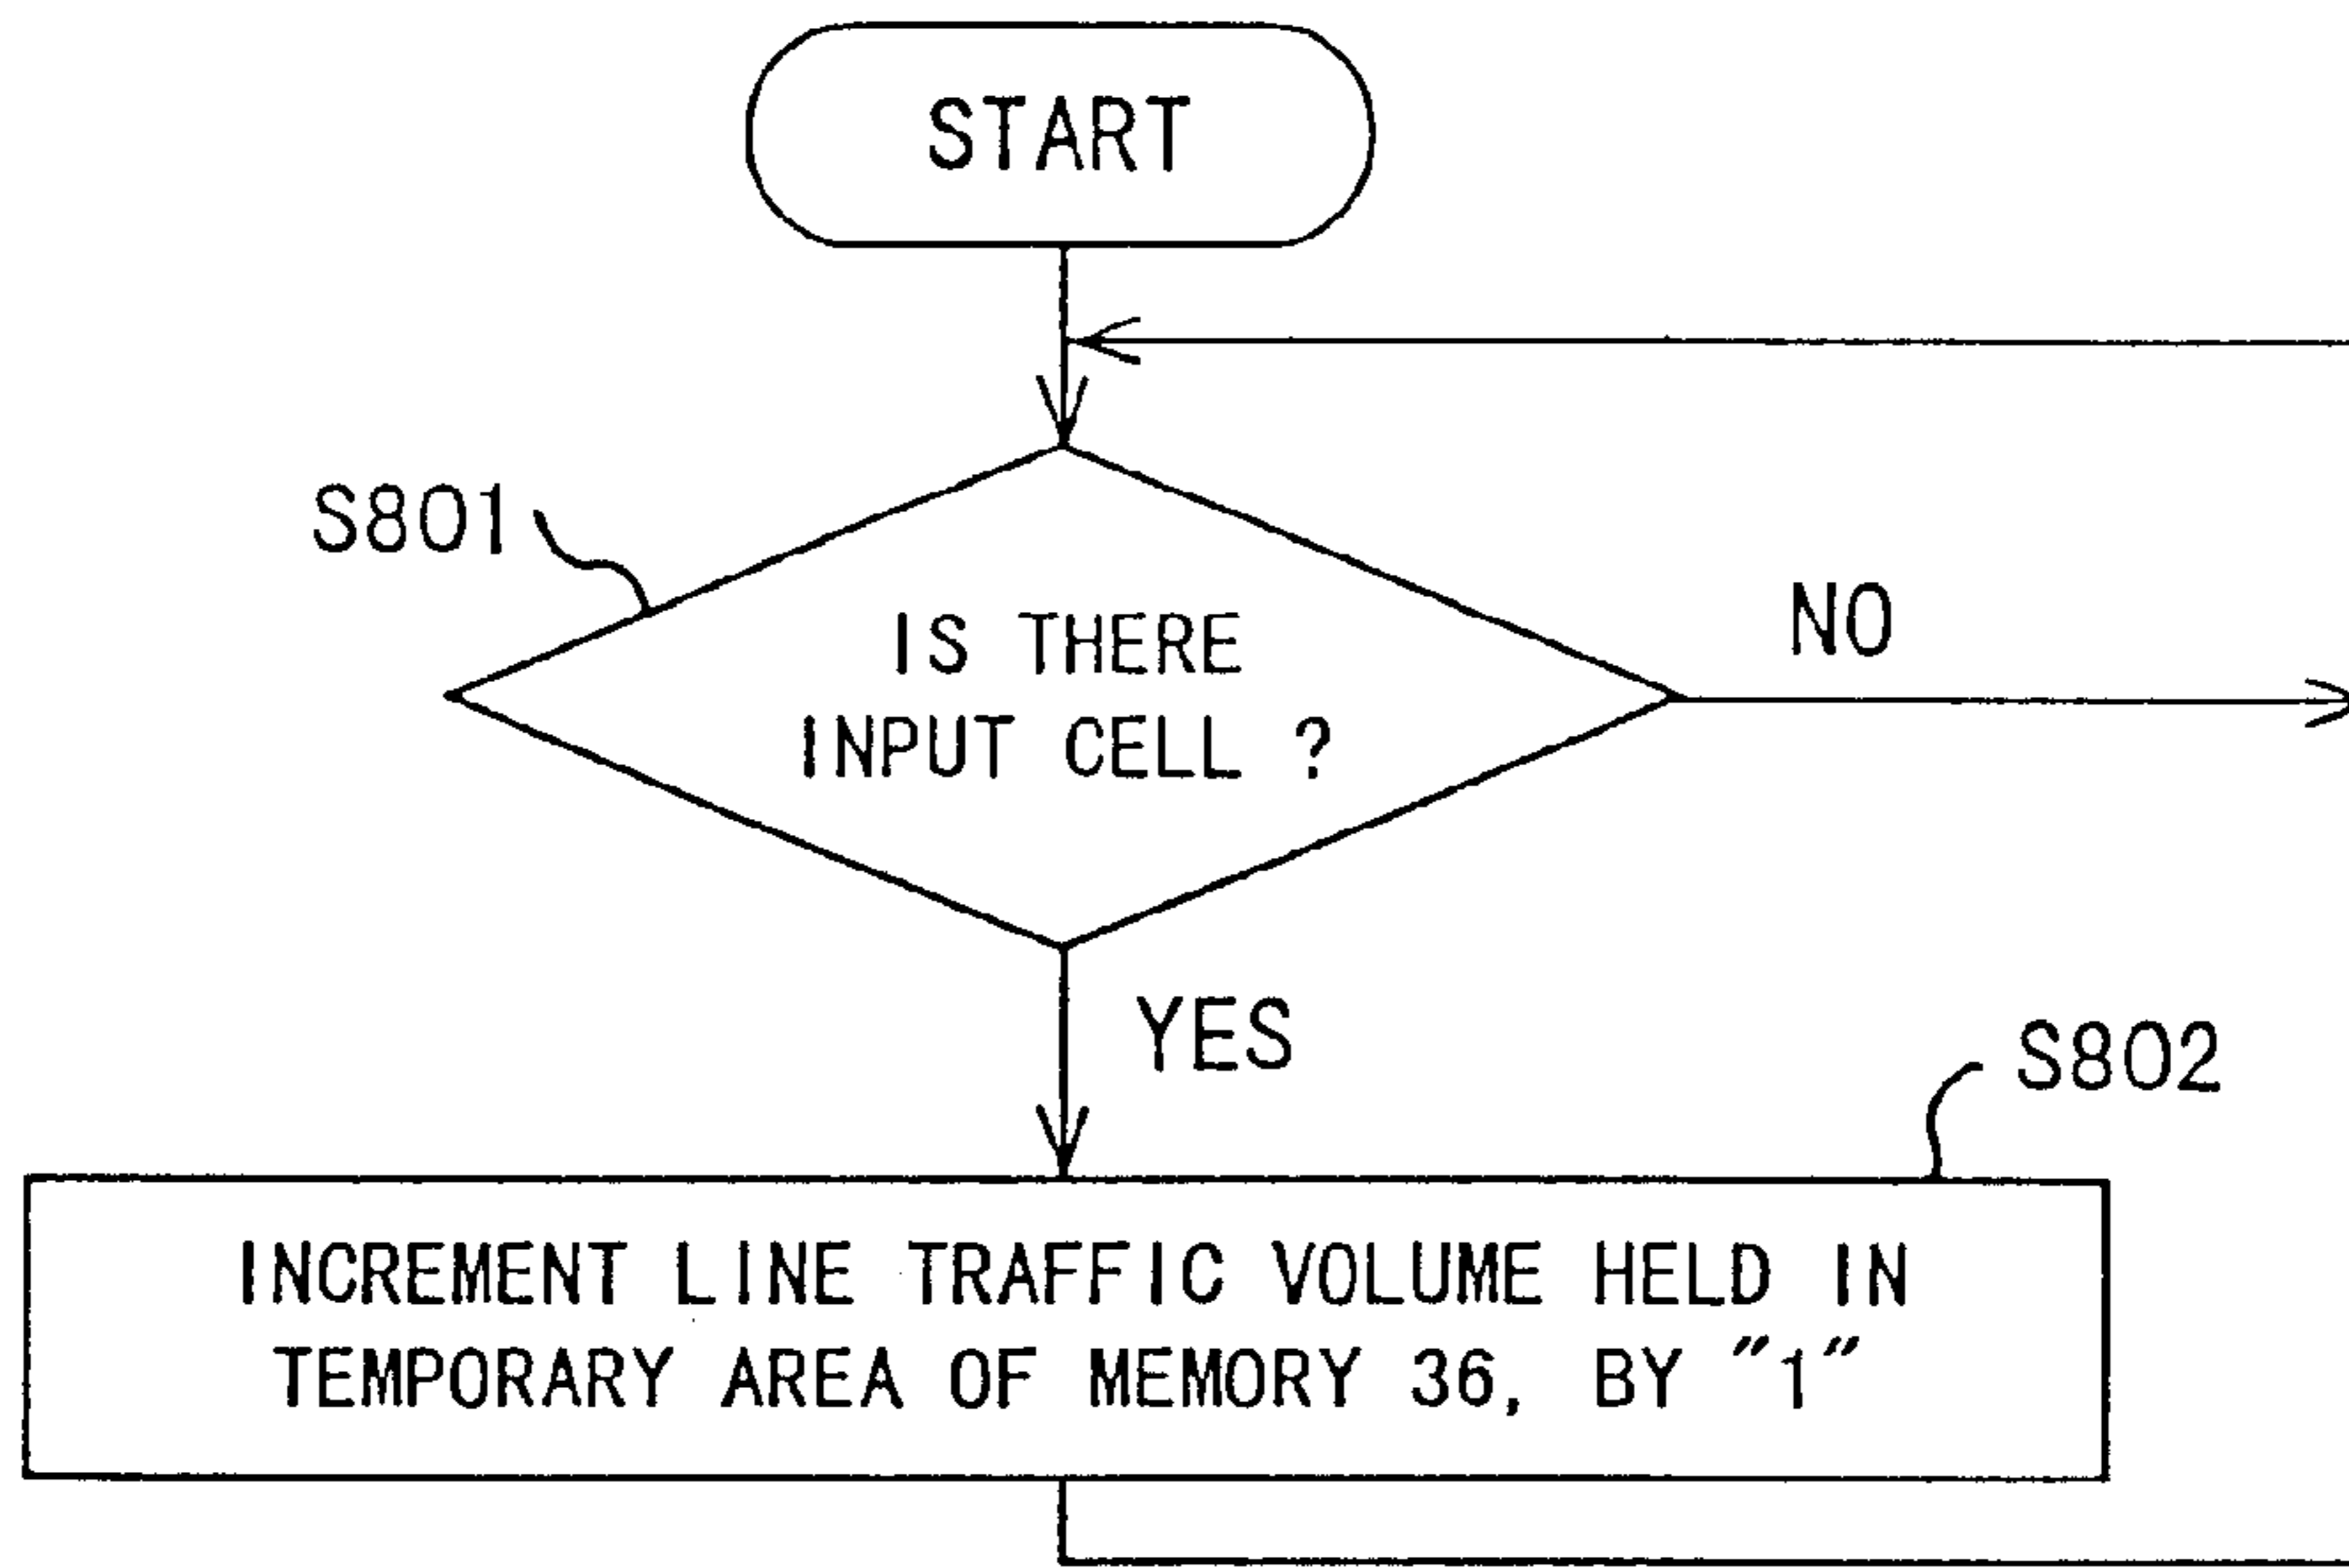 START
S801
IS THERE
INPUT CELL ?
NO
YES
S802
INCREMENT LINE TRAFFIC VOLUME HELD IN
TEMPORARY AREA OF MEMORY 36, BY "1"